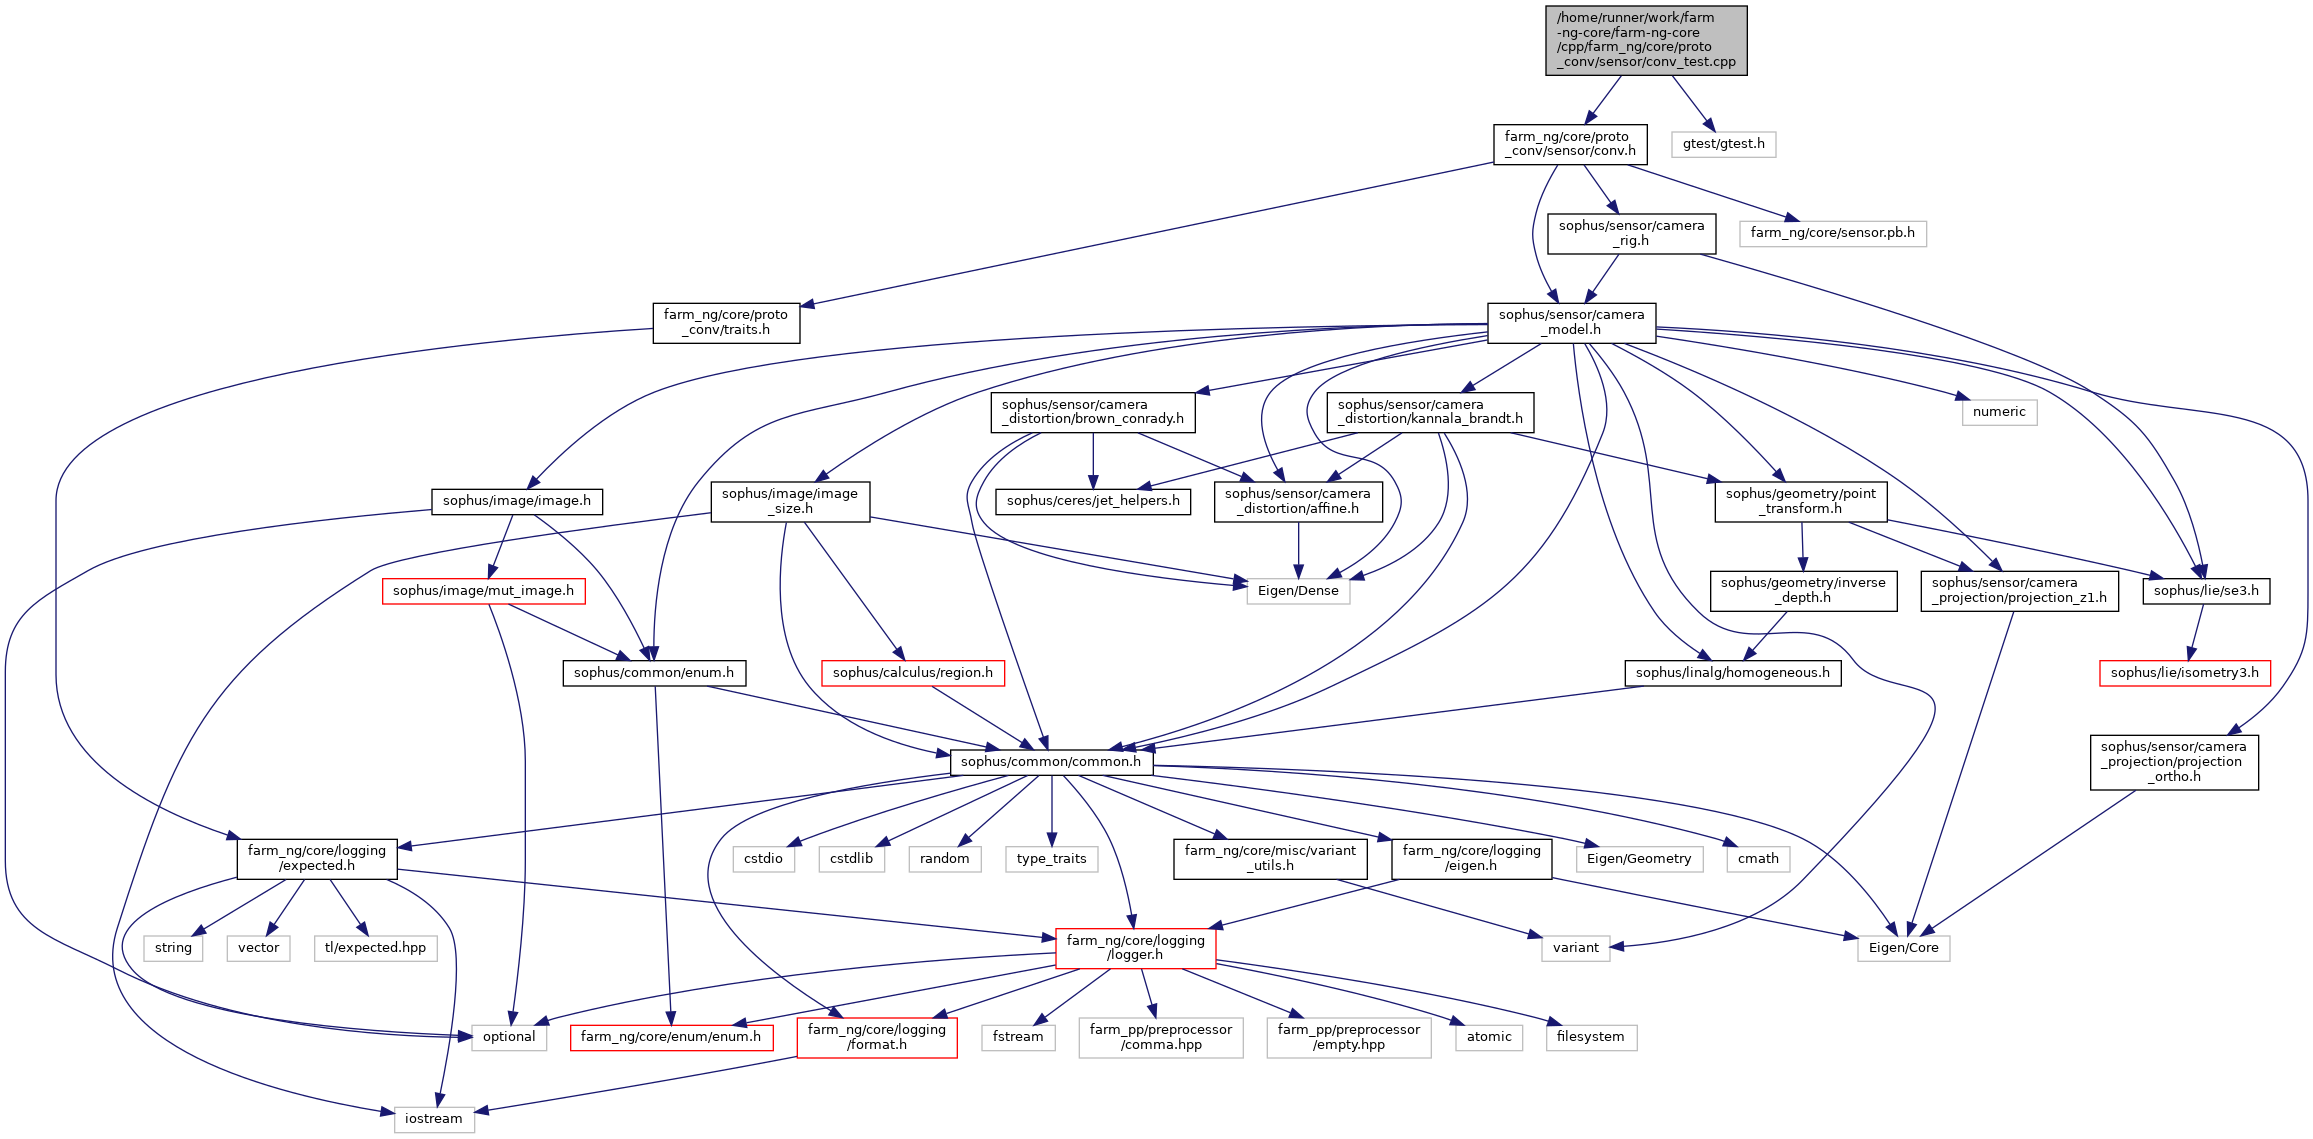 /home/runner/work/farm
-ng-core/farm-ng-core
/cpp/farm_ng/core/proto
_conv/sensor/conv_test.cpp
farm_ng/core/proto
_conv/sensor/conv.h
gtest/gtest.h
sophus/sensor/camera
_rig.h
farm_ng/core/sensor.pb.h
farm_ng/core/proto
_conv/traits.h
sophus/sensor/camera
_model.h
sophus/sensor/camera
_distortion/brown_conrady.h
sophus/sensor/camera
_distortion/kannala_brandt.h
numeric
sophus/image/image.h
sophus/image/image
_size.h
sophus/ceres/jet_helpers.h
sophus/sensor/camera
_distortion/affine.h
sophus/geometry/point
_transform.h
sophus/image/mut_image.h
Eigen/Dense
sophus/geometry/inverse
_depth.h
sophus/sensor/camera
_projection/projection_z1.h
sophus/lie/se3.h
sophus/common/enum.h
sophus/calculus/region.h
sophus/linalg/homogeneous.h
sophus/lie/isometry3.h
sophus/common/common.h
sophus/sensor/camera
_projection/projection
_ortho.h
farm_ng/core/logging
/expected.h
cstdio
cstdlib
random
type_traits
farm_ng/core/misc/variant
_utils.h
farm_ng/core/logging
/eigen.h
Eigen/Geometry
cmath
string
vector
tl/expected.hpp
farm_ng/core/logging
/logger.h
variant
Eigen/Core
optional
farm_ng/core/enum/enum.h
farm_ng/core/logging
/format.h
fstream
farm_pp/preprocessor
/comma.hpp
farm_pp/preprocessor
/empty.hpp
atomic
filesystem
iostream